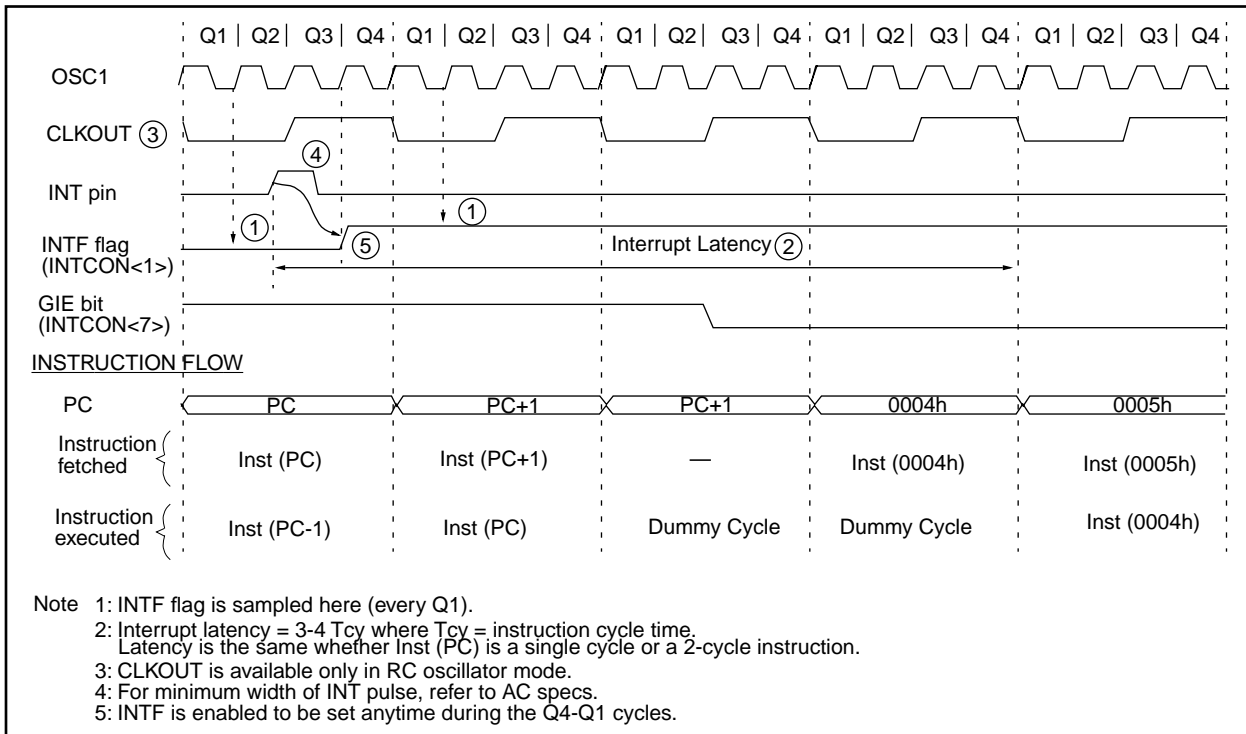 Q1 | Q2 | Q3 | Q4 Q1 | Q2 | Q3 | Q4 Q1 | Q2 | Q3 | Q4 Q1 | Q2 | Q3 | Q4 Q1 | Q2 | Q3 | Q4
OSC1
CLKOUT 3
4
INT pin
1 1
INTF flag
(INTCON<1>)
5
Interrupt Latency 2
GIE bit
(INTCON<7>)
INSTRUCTION FLOW
PC PC PC+1 PC+1 0004h 0005h
Instruction
fetched
Inst (PC) Inst (PC+1) — Inst (0004h) Inst (0005h)
Instruction
executed
Inst (PC-1) Inst (PC) Dummy Cycle Dummy Cycle Inst (0004h)
Note 1: INTF flag is sampled here (every Q1).
2: Interrupt latency = 3-4 Tcy where Tcy = instruction cycle time.
Latency is the same whether Inst (PC) is a single cycle or a 2-cycle instruction.
3: CLKOUT is available only in RC oscillator mode.
4: For minimum width of INT pulse, refer to AC specs.
5: INTF is enabled to be set anytime during the Q4-Q1 cycles.